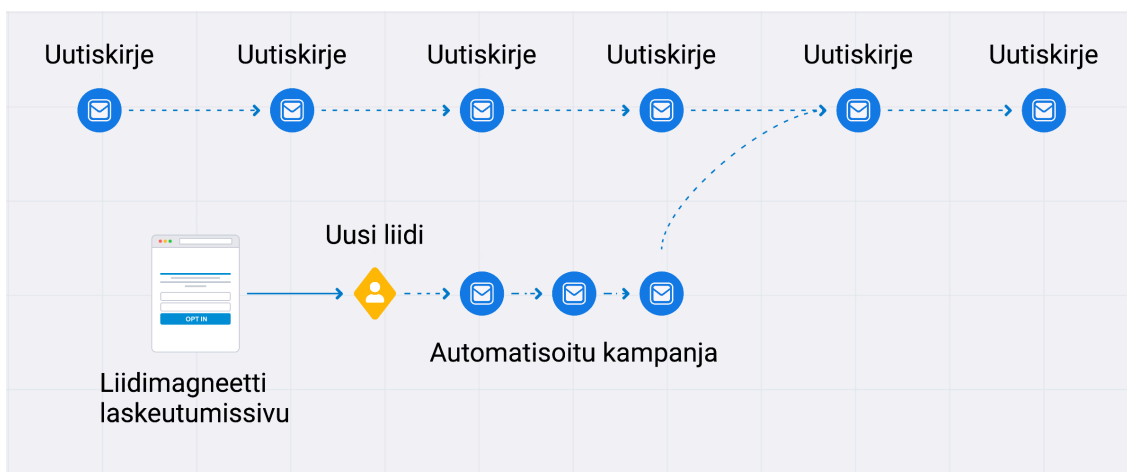 Uutiskirje Uutiskirje Uutiskirje Uutiskirje Uutiskirje Uutiskirje
Uusi liidi
OPT IN
Automatisoitu kampanja
Liidimagneetti
laskeutumissivu